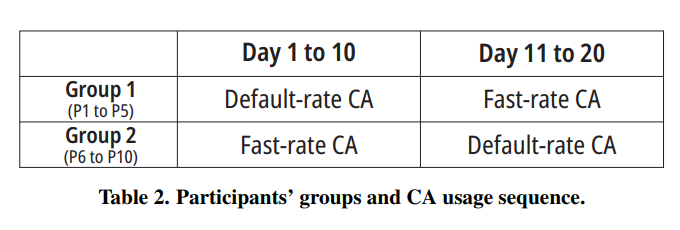 Day 1 to 10 Day 11 to 20
Group 1
(P1 to P5)
Default-rate CA Fast-rate CA
Group 2
(P6 to P10)
Fast-rate CA Default-rate CA
Table 2. Participants' groups and CA usage sequence.